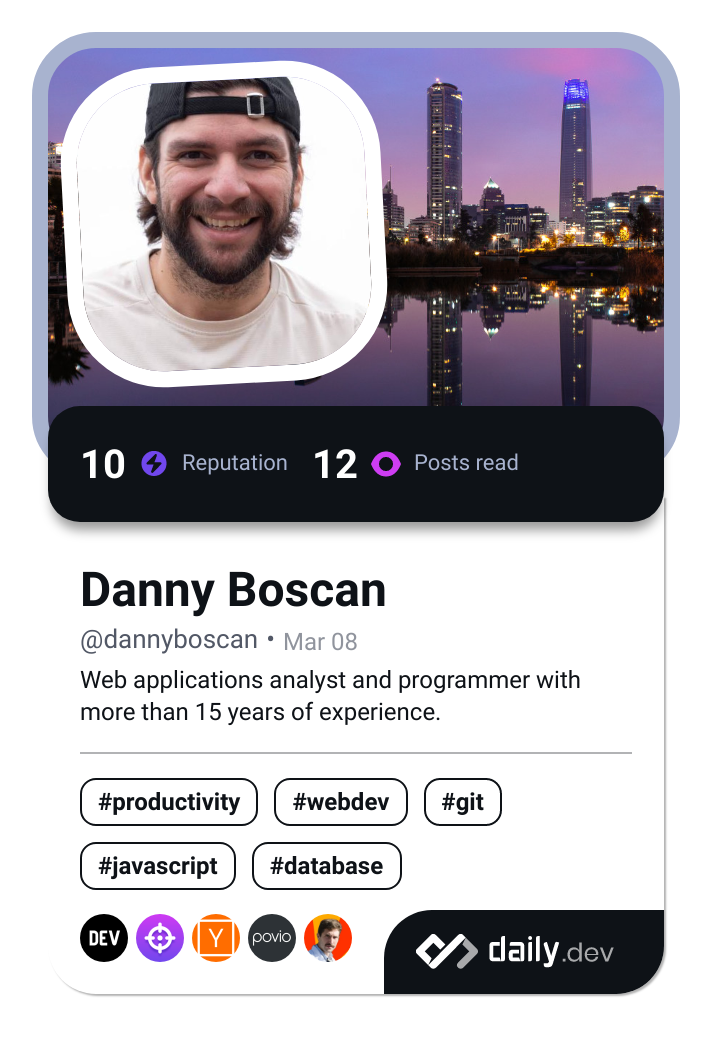 10 Reputation 12 Posts read
Danny Boscan
@dannyboscan • Mar 08
Web applications analyst and programmer with
more than 15 years of experience.
#productivity #webdev #git
#javascript #database
DEV Y povio daily.dev